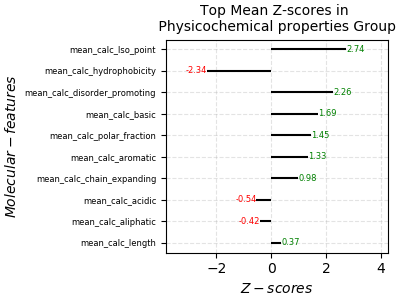 Top Mean Z-scores in
Physicochemical properties Group
mean_calc_Iso_point
2.74
mean_calc_hydrophobicity
-2.34
mean_calc_disorder_promoting
2.26
mean_calc_basic
1.69
mean_calc_polar_fraction
1.45
mean_calc_aromatic
1.33
mean_calc_chain_expanding
0.98
mean_calc_acidic
-0.54
mean_calc_aliphatic
-0.42
mean_calc_length
0.37
Molecular − features
−2 0 2 4
Z − scores